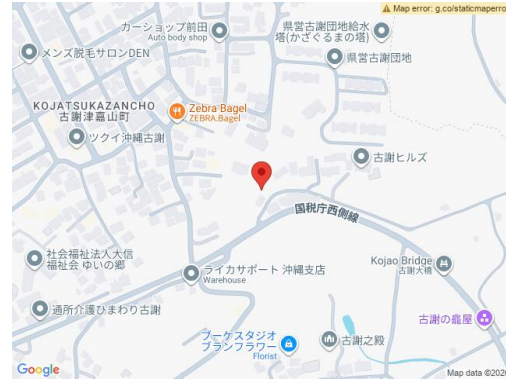 Map error: g.co/staticmaperro
カーショップ前田
Auto body shop
県営古謝団地給水
塔(かざぐるまの塔)
メンズ脱毛サロンDEN
県営古謝団地
KOJATSUKAZANCHO
古謝津嘉山町
Zebra Bagel
ZEBRA.Bagel
ツクイ沖縄古謝
古謝ヒルズ
国税庁西側線
社会福祉法人大信
福祉会 ゆいの郷
Kojao Bridge
古謝大橋
ライカサポート 沖縄支店
Warehouse
通所介護ひまわり古謝
古謝の龕屋
ブーケスタジオ
ブランフラワー
Florist
古謝之殿
Google
Map data ©2026